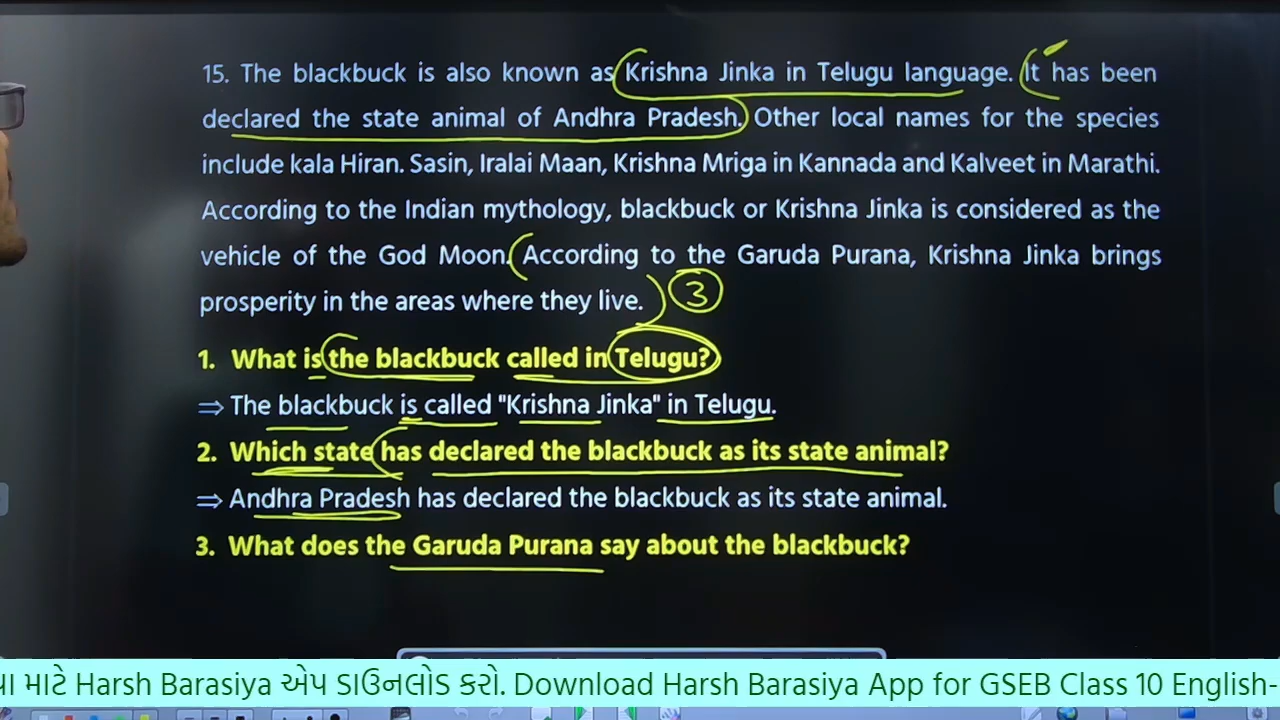 15. The blackbuck is also known as Krishna Jinka in Telugu language. It has been
declared the state animal of Andhra Pradesh. Other local names for the species
include kala Hiran. Sasin, Iralai Maan, Krishna Mriga in Kannada and Kalveet in Marathi.
According to the Indian mythology, blackbuck or Krishna Jinka is considered as the
vehicle of the God Moon. According to the Garuda Purana, Krishna Jinka brings
prosperity in the areas where they live. 3
1. What is the blackbuck called in Telugu?
⇒ The blackbuck is called "Krishna Jinka" in Telugu.
2. Which state has declared the blackbuck as its state animal?
⇒ Andhra Pradesh has declared the blackbuck as its state animal.
3. What does the Garuda Purana say about the blackbuck?
માટે Harsh Barasiya એપ ડાઉનલોડ કરો. Download Harsh Barasiya App for GSEB Class 10 English-